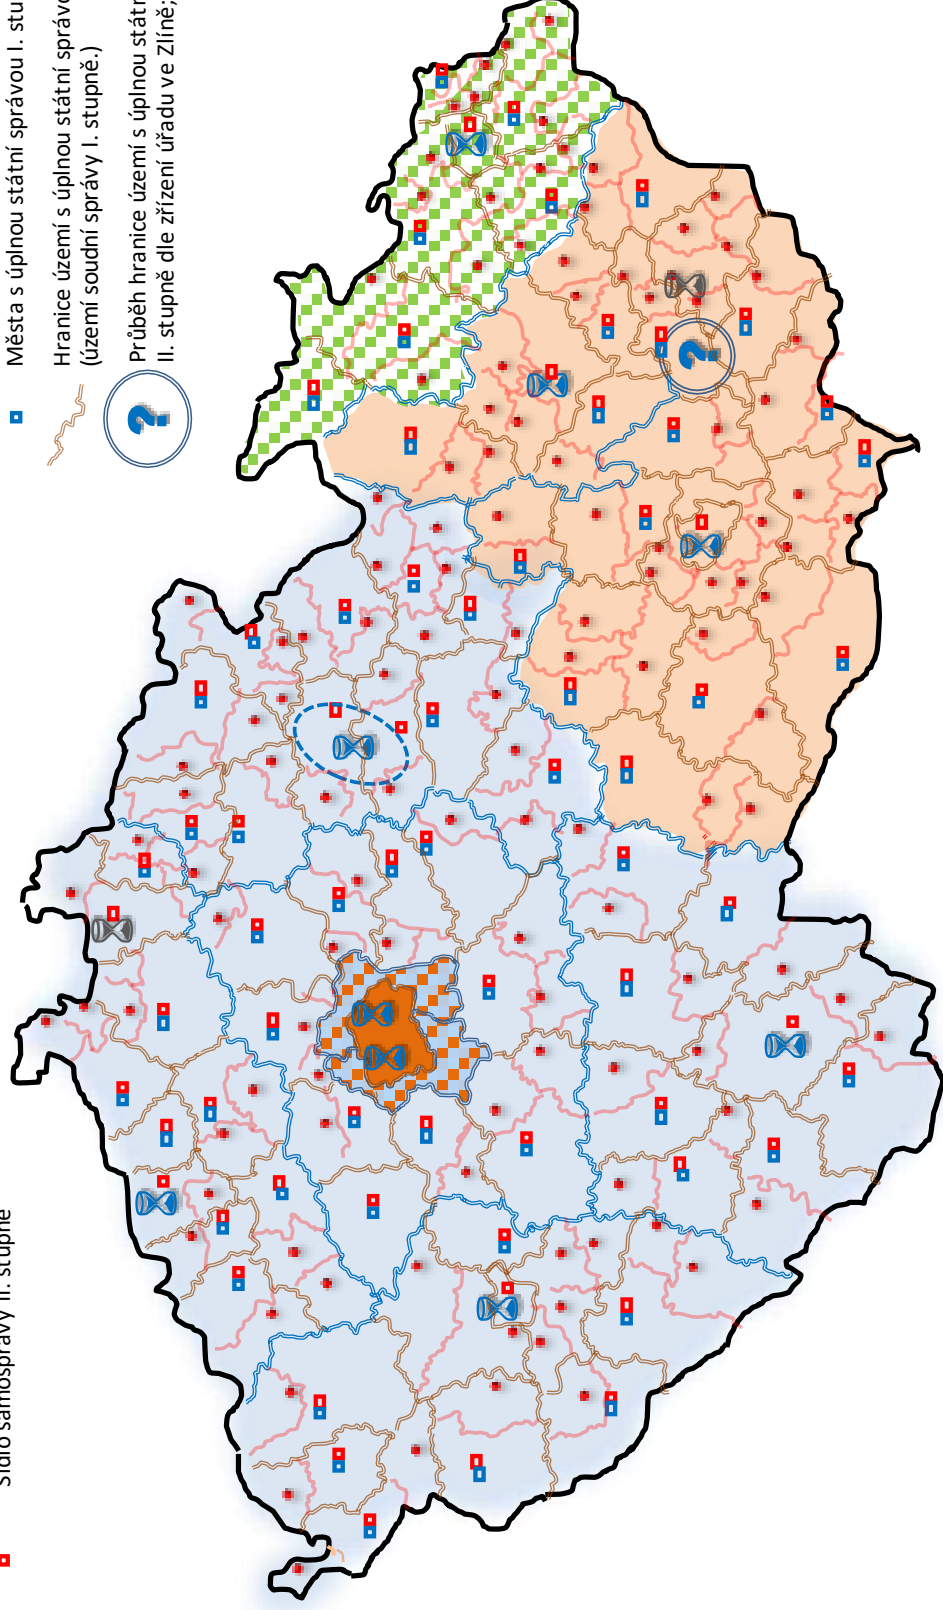 Sídlo samosprávy II. stupně
Města s úplnou státní správou I. stu
Hranice území s úplnou státní správo
(území soudní správy I. stupně.)
Průběh hranice území s úplnou státn
II. stupně dle zřízení úřadu ve Zlíně;
?
?